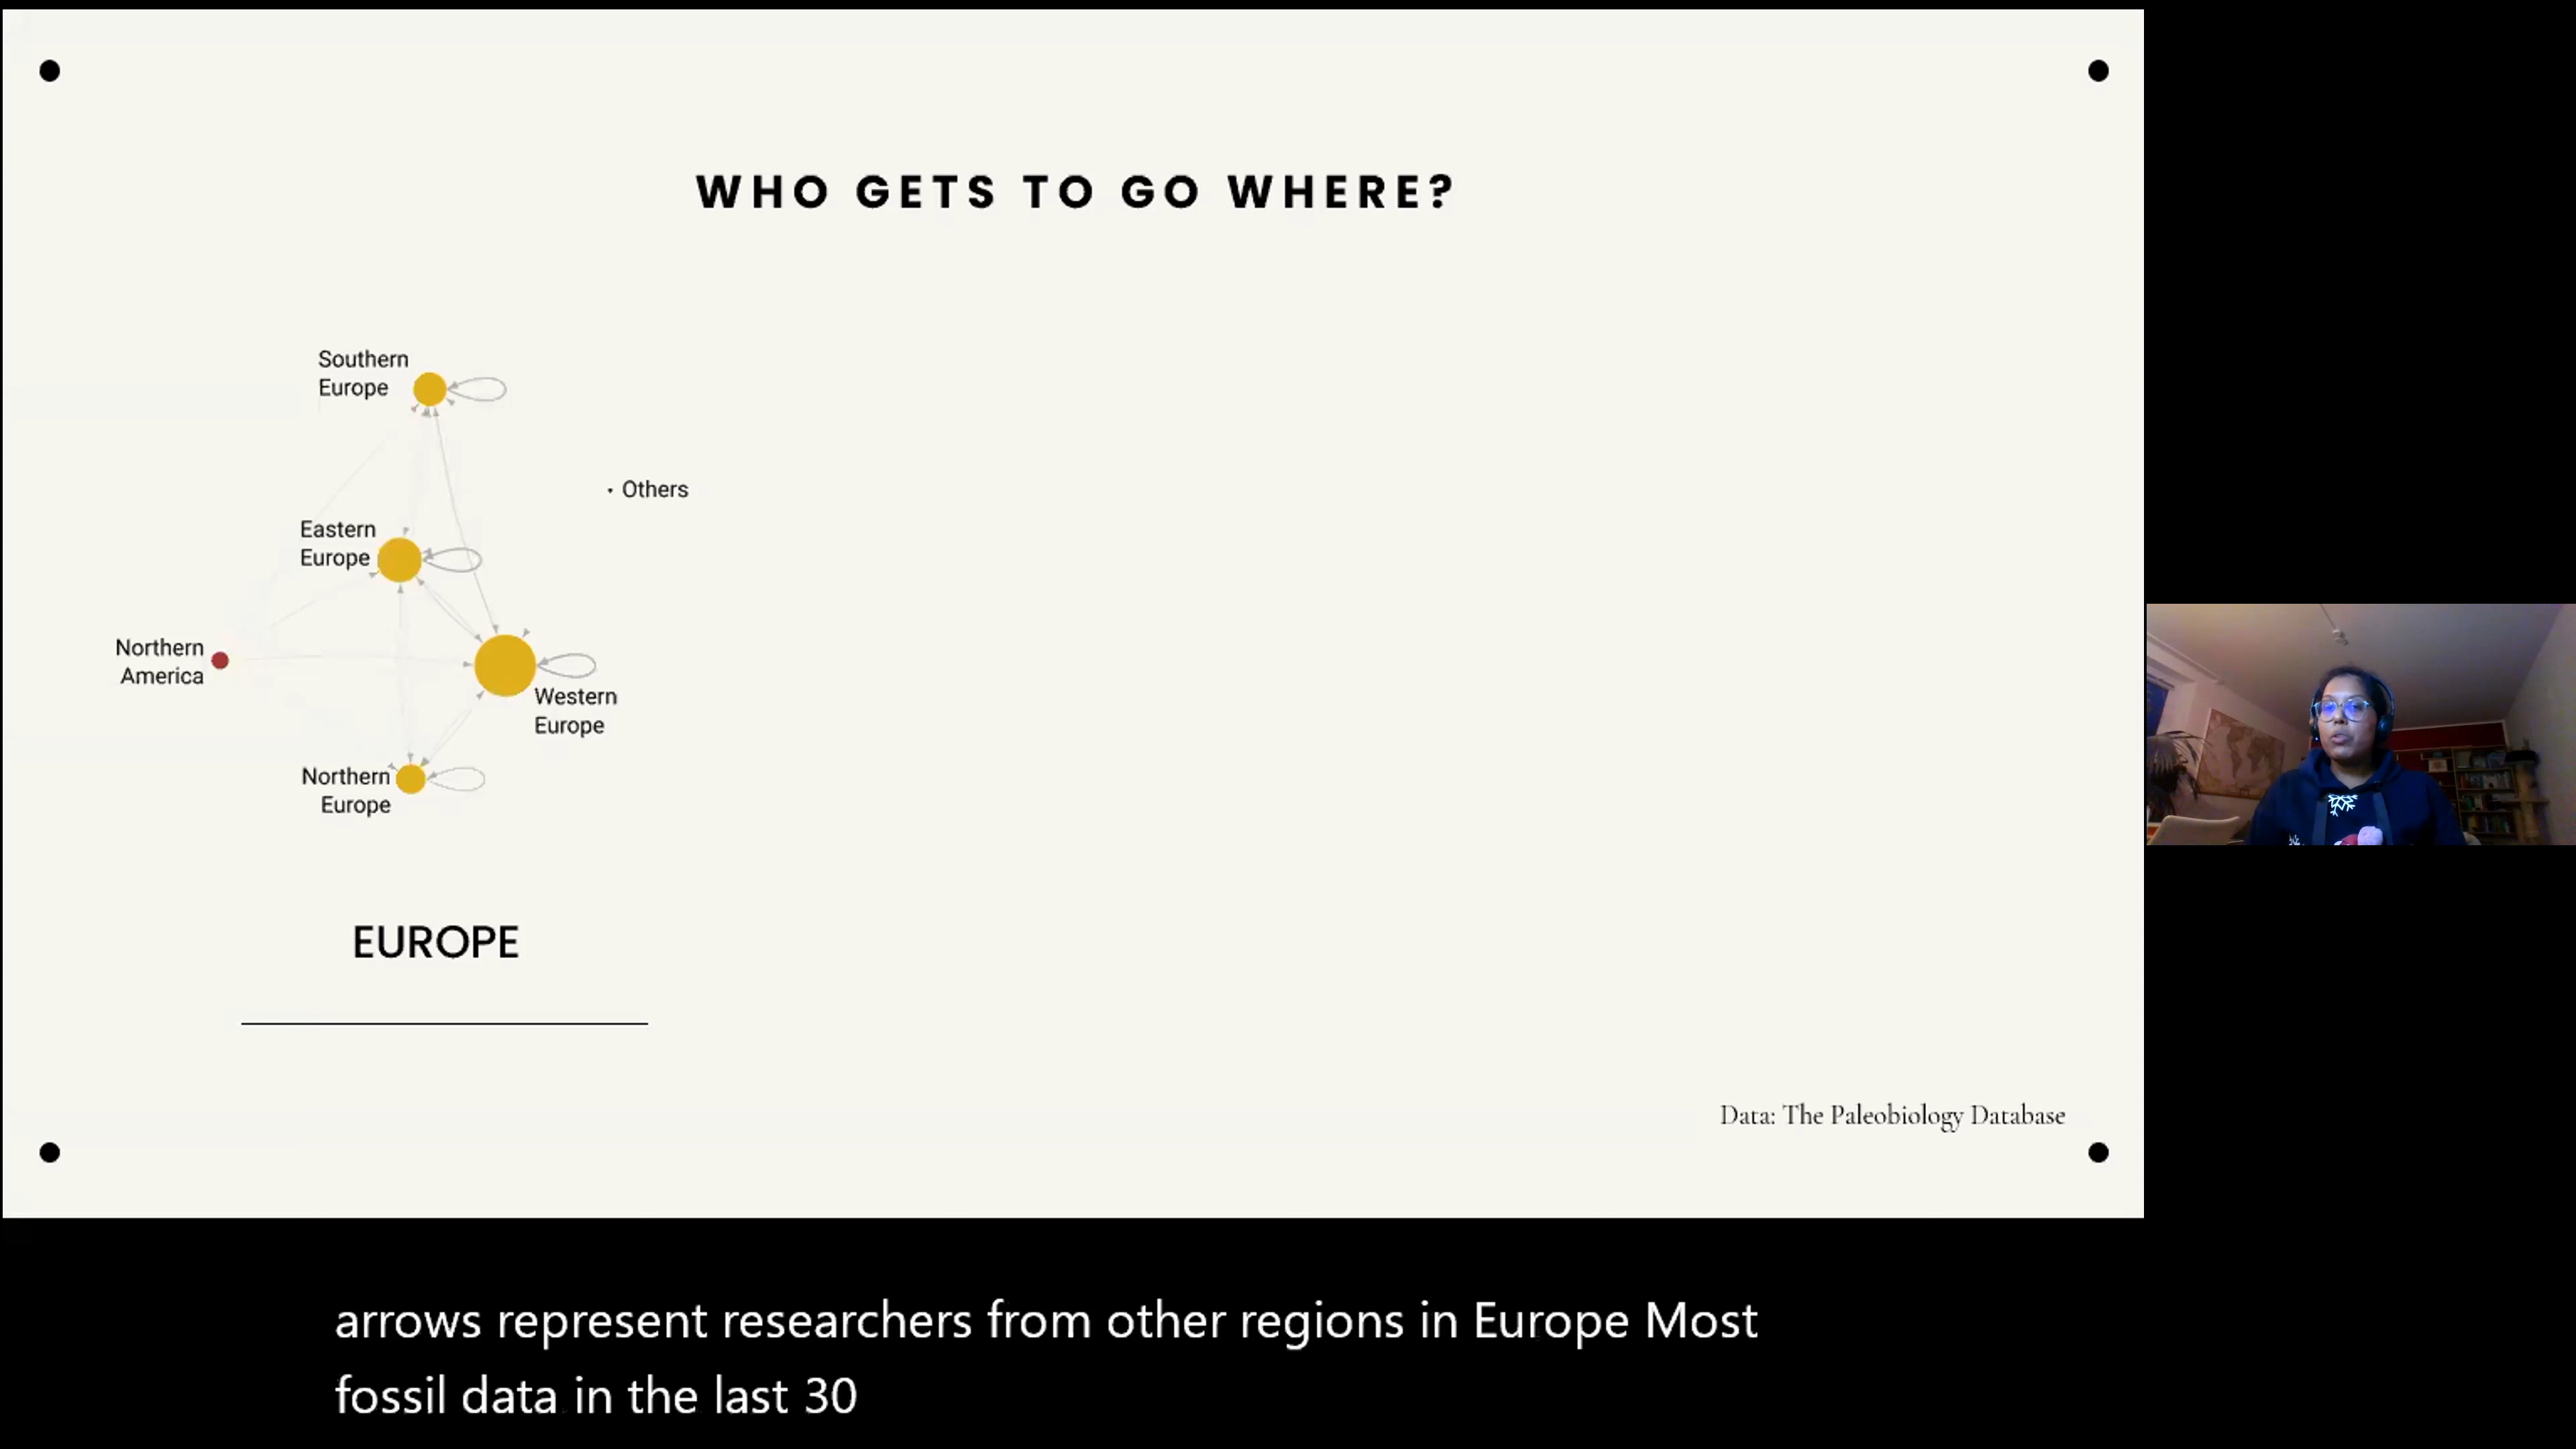 WHO GETS TO GO WHERE?
Southern
Europe
Others
Eastern
Europe
Northern
America
Western
Europe
Northern
Europe
EUROPE
Data: The Paleobiology Database
arrows represent researchers from other regions in Europe Most
fossil data in the last 30